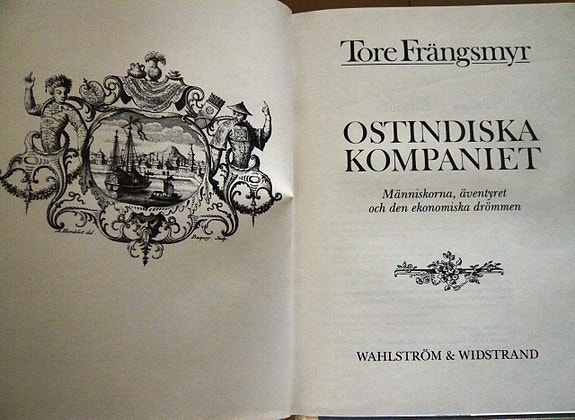 Tore Frängsmyr
OSTINDISKA
KOMPANIET
Människorna, äventyret
och den ekonomiska drömmen
WAHLSTRÖM & WIDSTRAND